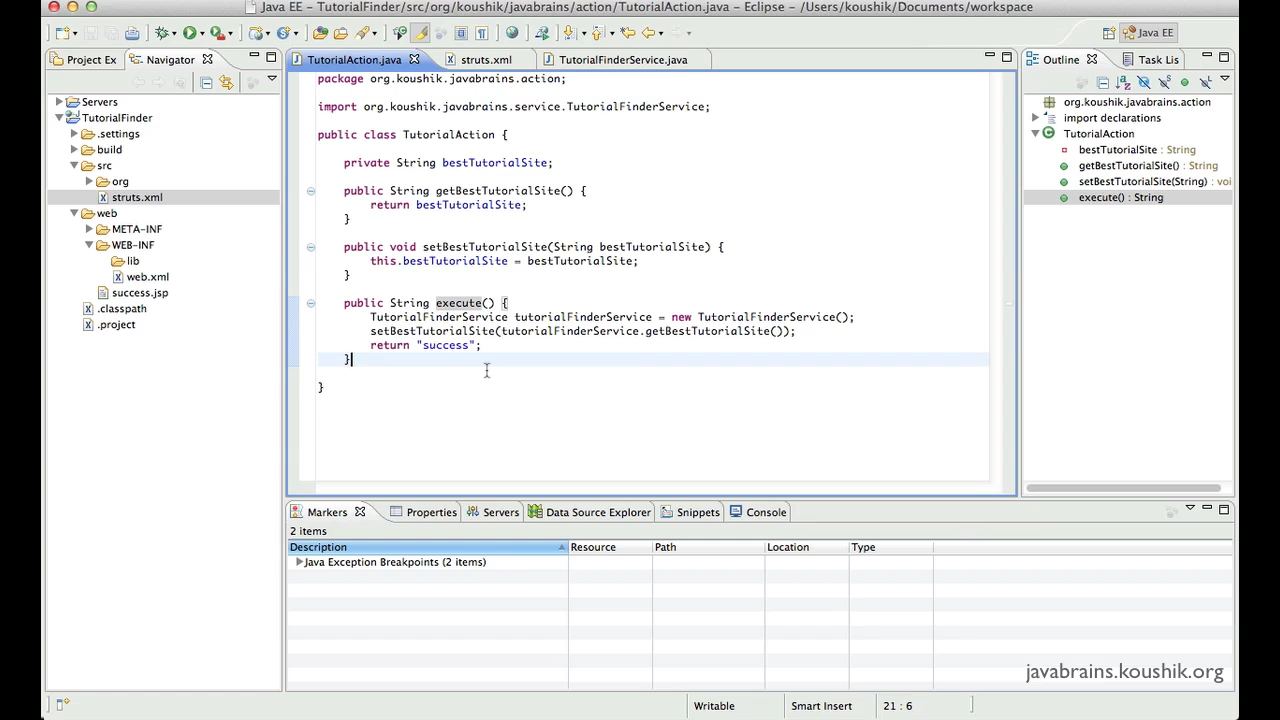 Java EE - TutorialFinder/src/org/koushik/javabrains/action/TutorialAction.java - Eclipse - /Users/koushik/Documents/workspace
Java EE
Project Ex
Navigator
Servers
TutorialFinder
.settings
build
src
org
struts.xml
web
META-INF
WEB-INF
lib
web.xml
success.jsp
.classpath
.project
TutorialAction.java
struts.xml
TutorialFinderService.java
package org.koushik.javabrains.action;
import org.koushik.javabrains.service.TutorialFinderService;
public class TutorialAction {
private String bestTutorialSite;
public String getBestTutorialSite() {
return bestTutorialSite;
}
public void setBestTutorialSite(String bestTutorialSite) {
this.bestTutorialSite = bestTutorialSite;
}
public String execute() {
TutorialFinderService tutorialFinderService = new TutorialFinderService();
setBestTutorialSite(tutorialFinderService.getBestTutorialSite());
return "success";
}
}
Outline
Task Lis
org.koushik.javabrains.action
import declarations
TutorialAction
bestTutorialSite : String
getBestTutorialSite() : String
setBestTutorialSite(String) : voi
execute() : String
Markers
Properties
Servers
Data Source Explorer
Snippets
Console
2 items
Description
Resource
Path
Location
Type
Java Exception Breakpoints (2 items)
javabrains.koushik.org
Writable
Smart Insert
21 : 6